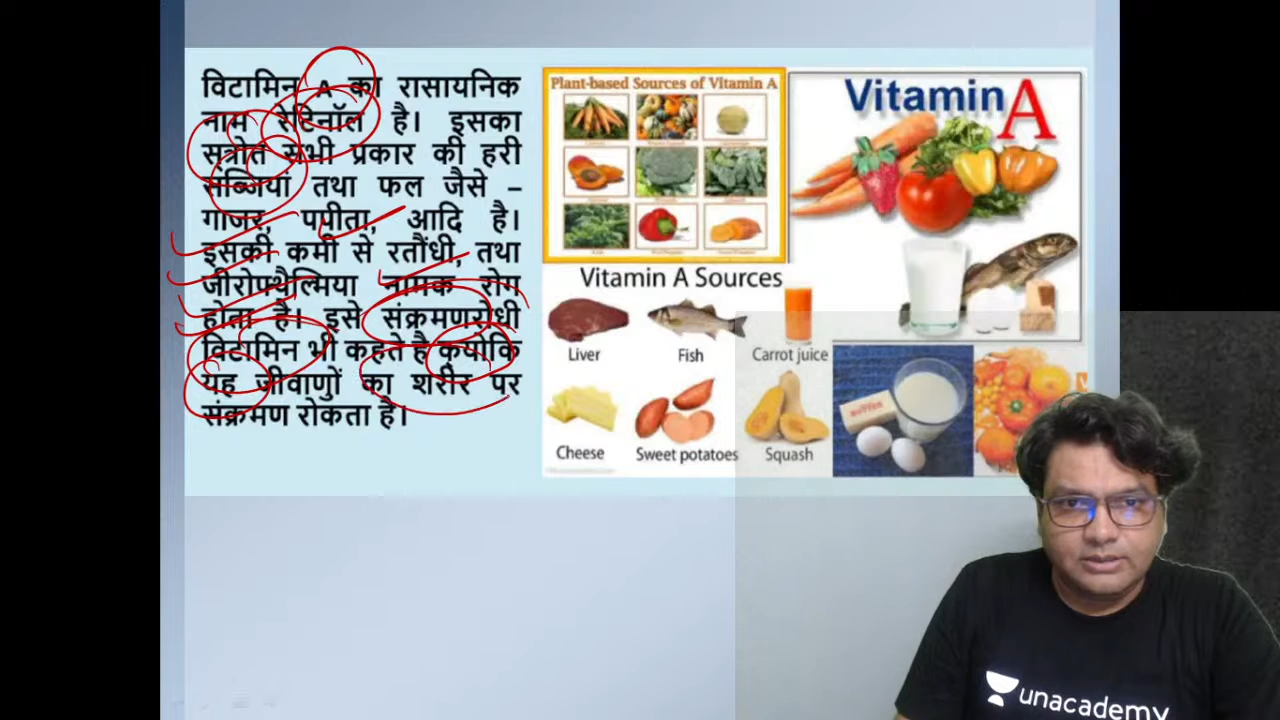 विटामिन A का रासायनिक
नाम रेटिनॉल है। इसका
सत्रोत सभी प्रकार की हरी
सब्जियां तथा फल जैसे –
गाजर, पपीता, आदि है।
इसकी कमी से रतौंधी, तथा
जीरोफ्थैल्मिया नामक रोग
होता है। इसे संक्रमणरोधी
विटामिन भी कहते है क्योकि
यह जीवाणुों का शरीर पर
संक्रमण रोकता है।
Plant-based Sources of Vitamin A
Vitamin A
Vitamin A Sources
Liver
Fish
Carrot juice
Cheese
Sweet potatoes
Squash
BUTTER
unacademy